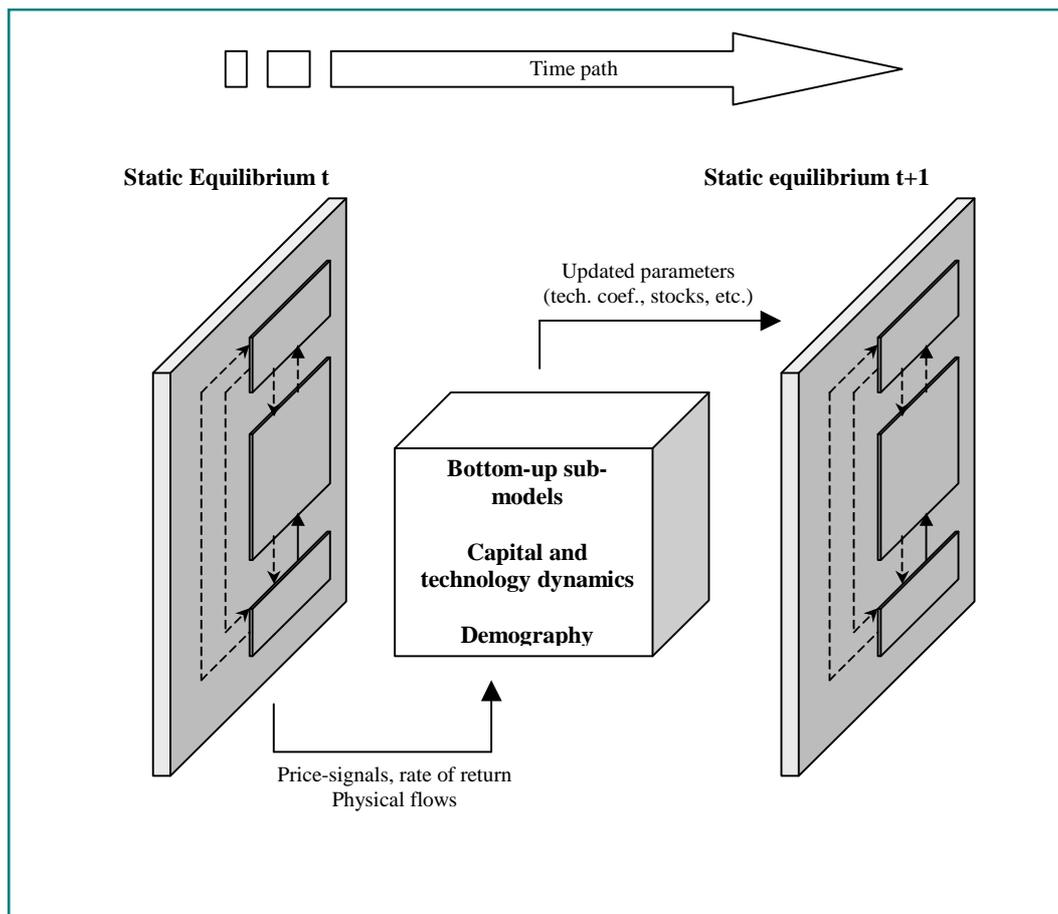 Time path
Static Equilibrium t
Static equilibrium t+1
Updated parameters
(tech. coef., stocks, etc.)
Bottom-up sub-
models
Capital and
technology dynamics
Demography
Price-signals, rate of return
Physical flows